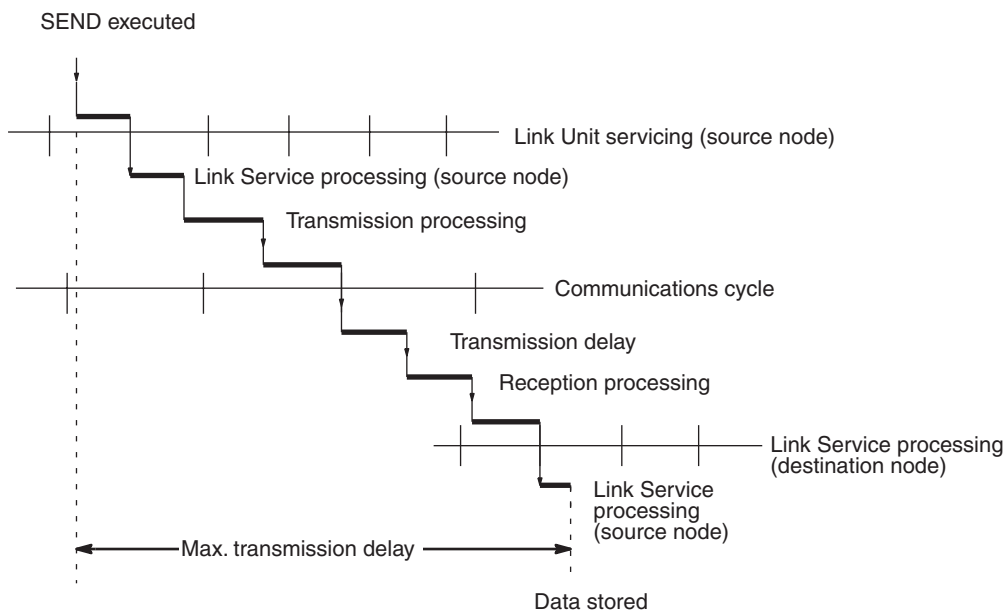 SEND executed
Link Unit servicing (source node)
Link Service processing (source node)
Transmission processing
Communications cycle
Transmission delay
Reception processing
Link Service processing
(destination node)
Link Service
processing
(source node)
Max. transmission delay
Data stored